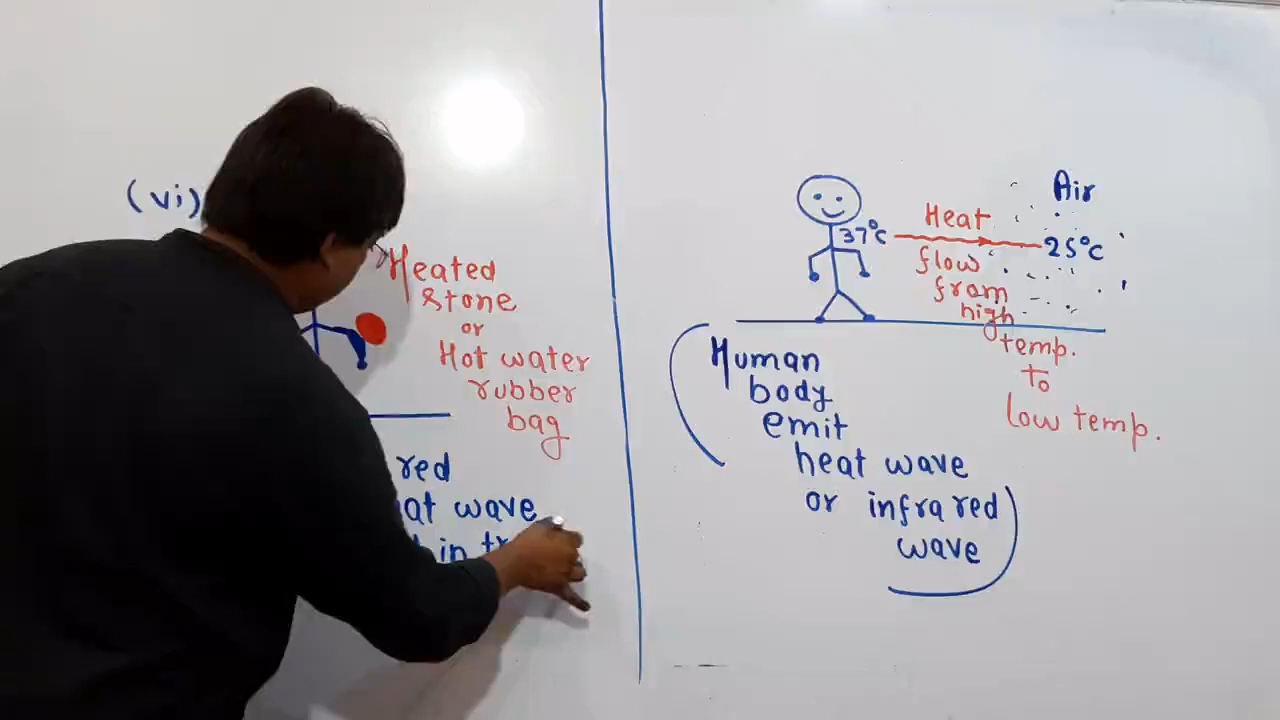 (vi)
Heated
stone
or
Hot water
rubber
bag
red
wave
in
Air
Heat
37°C
25°C
flow
from
high
temp.
to
low temp.
Human
body
emit
heat wave
or infrared
wave